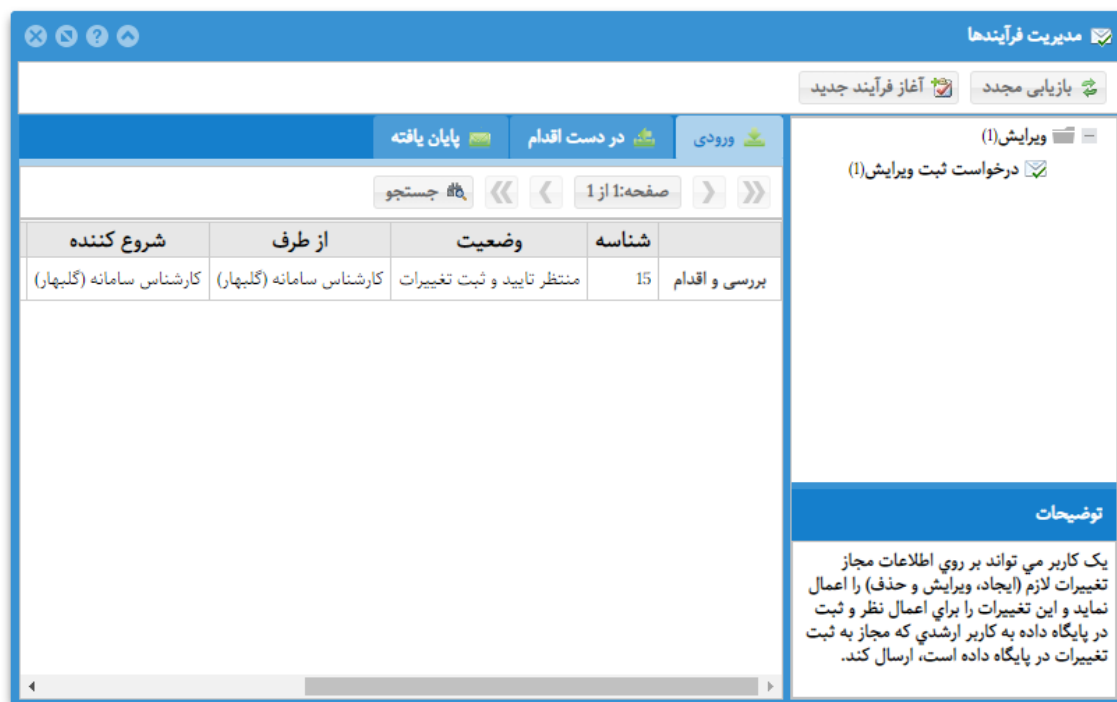 مدیریت فرآیندها
بازیابی مجدد
آغاز فرآیند جدید
ویرایش(1)
درخواست ثبت ویرایش(1)
ورودی
در دست اقدام
پایان یافته
صفحه:1 از 1
جستجو
شناسه وضعیت از طرف شروع کننده
بررسی و اقدام 15 منتظر تایید و ثبت تغییرات کارشناس سامانه (گلبهار) کارشناس سامانه (گلبهار)
توضیحات
یک کاربر مي تواند بر روي اطلاعات مجاز
تغییرات لازم (ایجاد، ویرایش و حذف) را اعمال
نماید و این تغییرات را براي اعمال نظر و ثبت
در پایگاه داده به کاربر ارشدي که مجاز به ثبت
تغییرات در پایگاه داده است، ارسال کند.